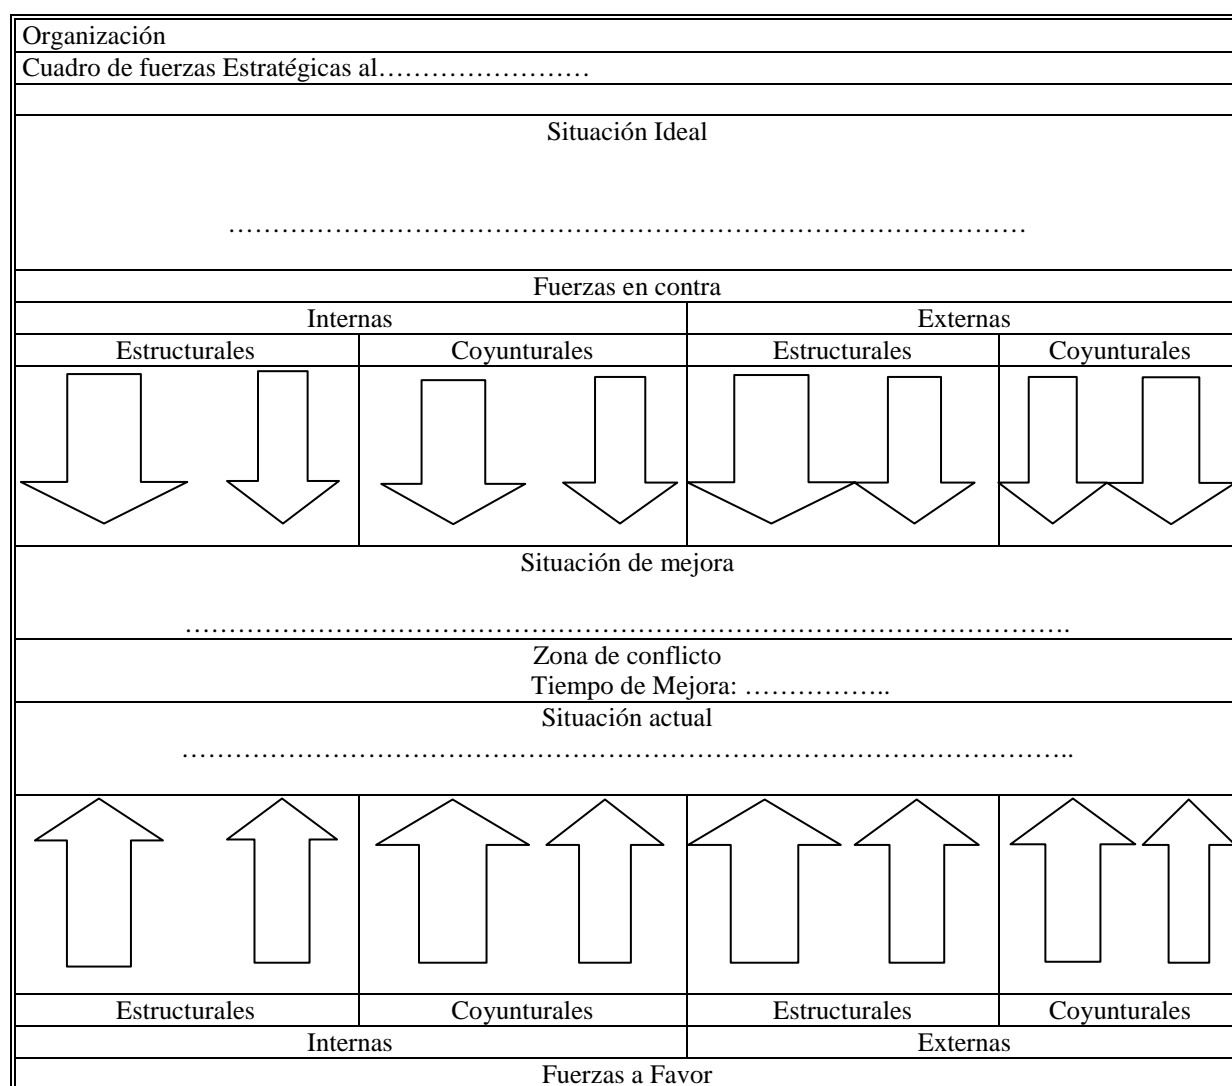 Organización
Cuadro de fuerzas Estratégicas al……………………
Situación Ideal
………………………………………………………………………………
Fuerzas en contra
Internas Externas
Estructurales Coyunturales Estructurales Coyunturales
Situación de mejora
……………………………………………………………………………………….
Zona de conflicto
Tiempo de Mejora: ……………..
Situación actual
………………………………………………………………………………………..
Estructurales Coyunturales Estructurales Coyunturales
Internas Externas
Fuerzas a Favor